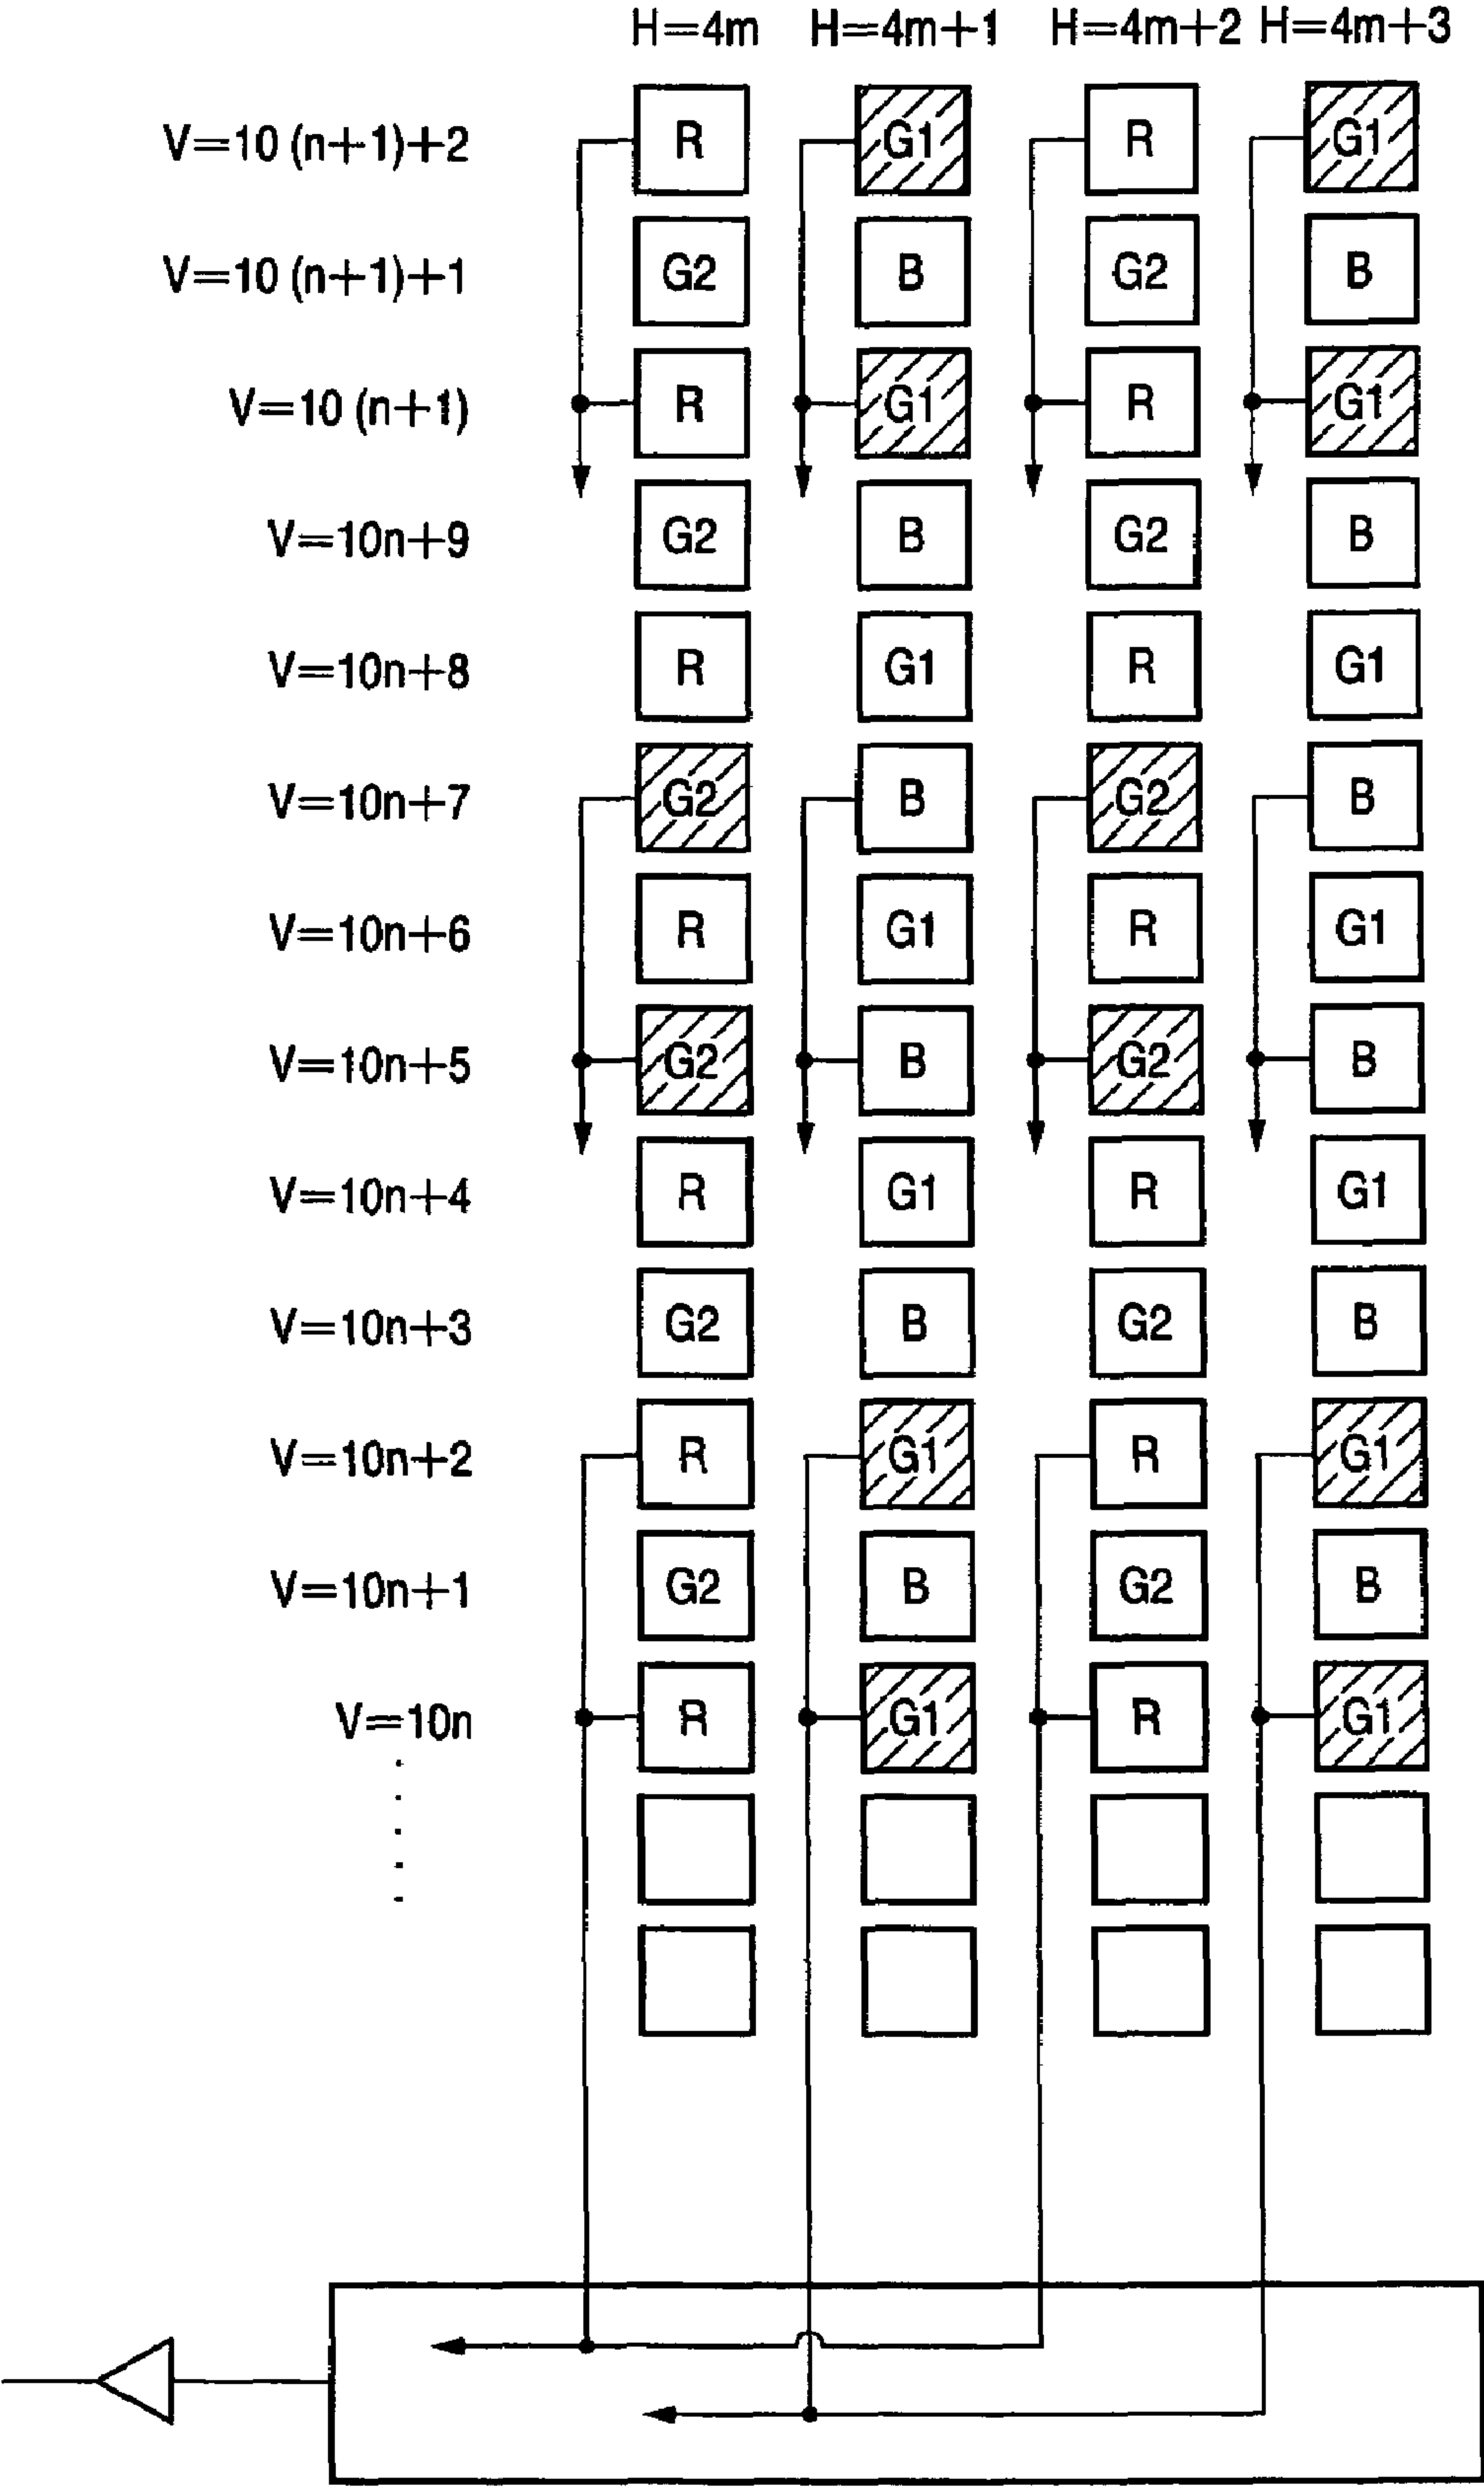 H=4m H=4m+1 H=4m+2 H=4m+3
V=10 (n+1)+2 R G1 R G1
V=10 (n+1)+1 G2 B G2 B
V=10 (n+1) R G1 R G1
V=10n+9 G2 B G2 B
V=10n+8 R G1 R G1
V=10n+7 G2 B G2 B
V=10n+6 R G1 R G1
V=10n+5 G2 B G2 B
V=10n+4 R G1 R G1
V=10n+3 G2 B G2 B
V=10n+2 R G1 R G1
V=10n+1 G2 B G2 B
V=10n R G1 R G1